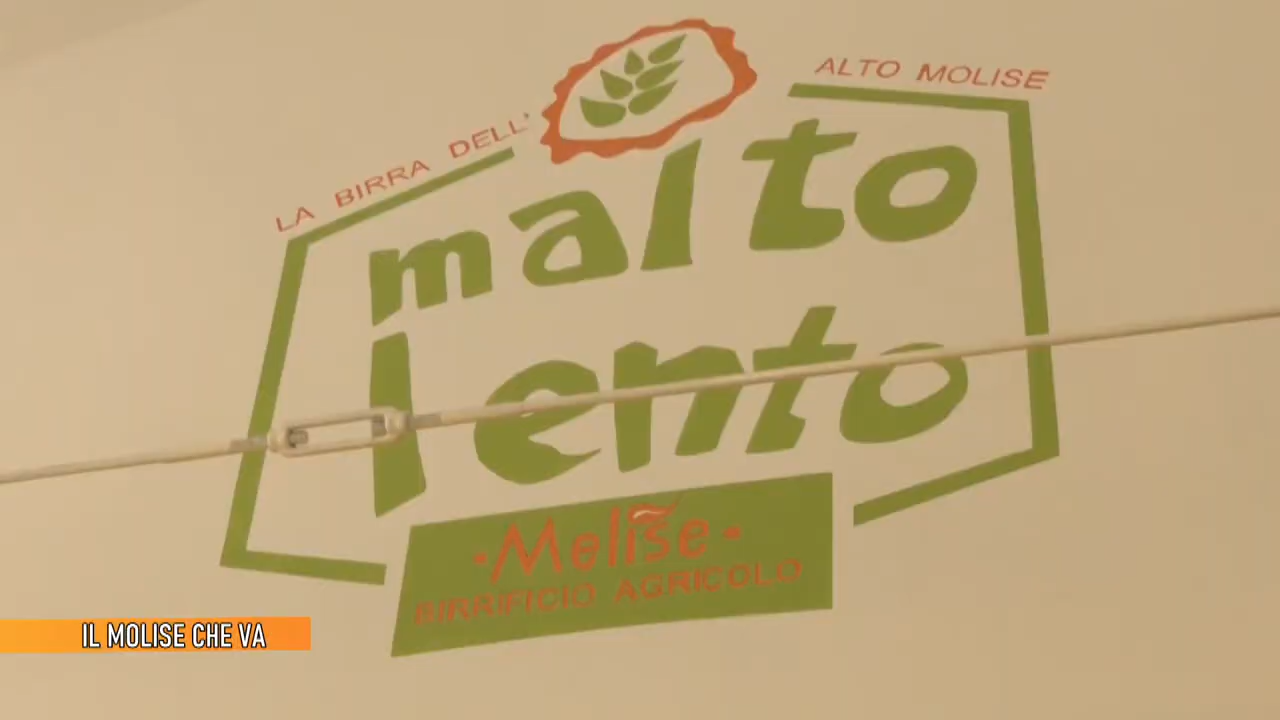 LA BIRRA DELL' ALTO MOLISE
malto
lento
·Molise·
BIRRIFICIO AGRICOLO
IL MOLISE CHE VA